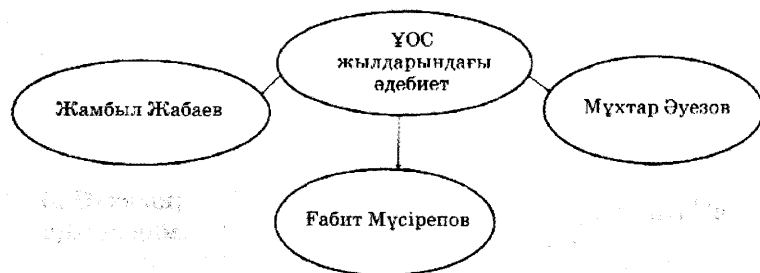 ҰОС
жылдарындағы
әдебиет
Жамбыл Жабаев
Мұхтар Әуезов
Ғабит Мүсірепов